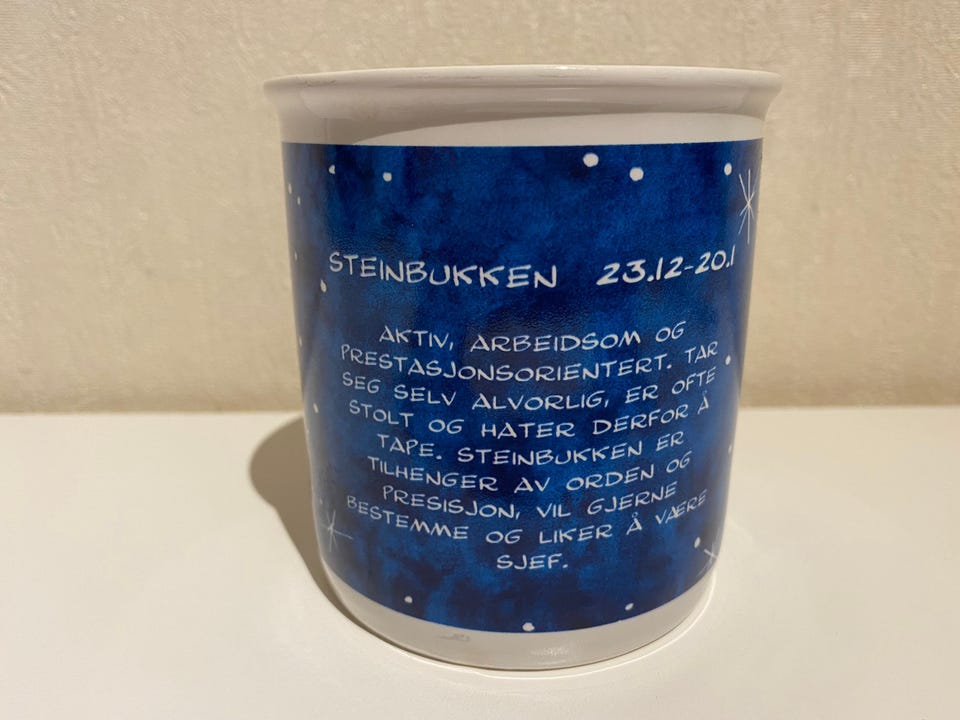 STEINBUKKEN 23.12-20.1
AKTIV, ARBEIDSOM OG
PRESTASJONSORIENTERT. TAR
SEG SELV ALVORLIG, ER OFTE
STOLT OG HATER DERFOR Å
TAPE. STEINBUKKEN ER
TILHENGER AV ORDEN OG
PRESISJON, VIL GJERNE
BESTEMME OG LIKER Å VÆRE
SJEF.